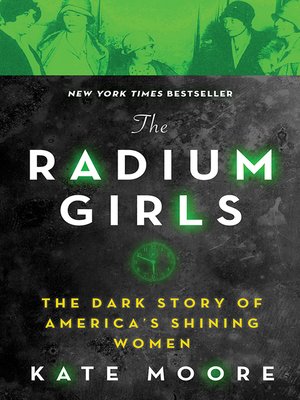 NEW YORK TIMES BESTSELLER
The
RADIUM
GIRLS
THE DARK STORY OF
AMERICA'S SHINING
WOMEN
KATE MOORE